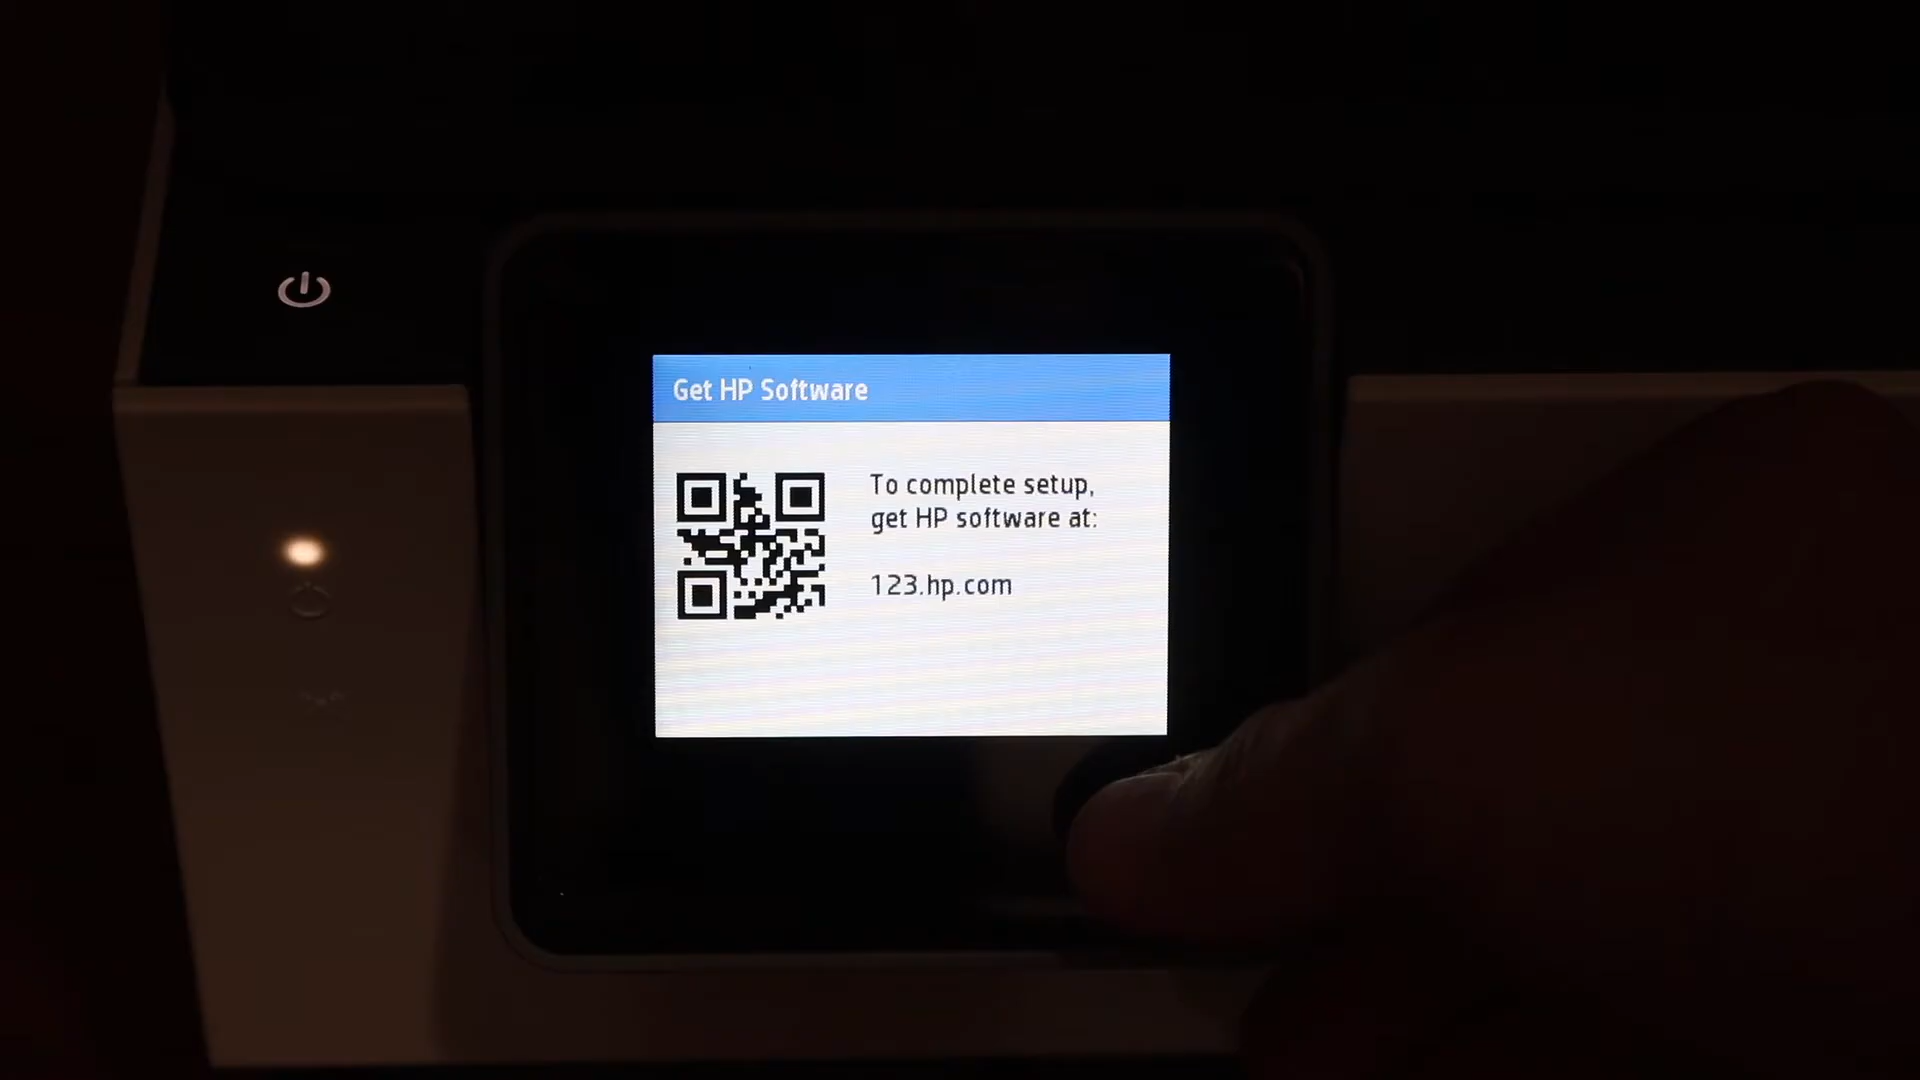 Get HP Software
To complete setup,
get HP software at:
123.hp.com